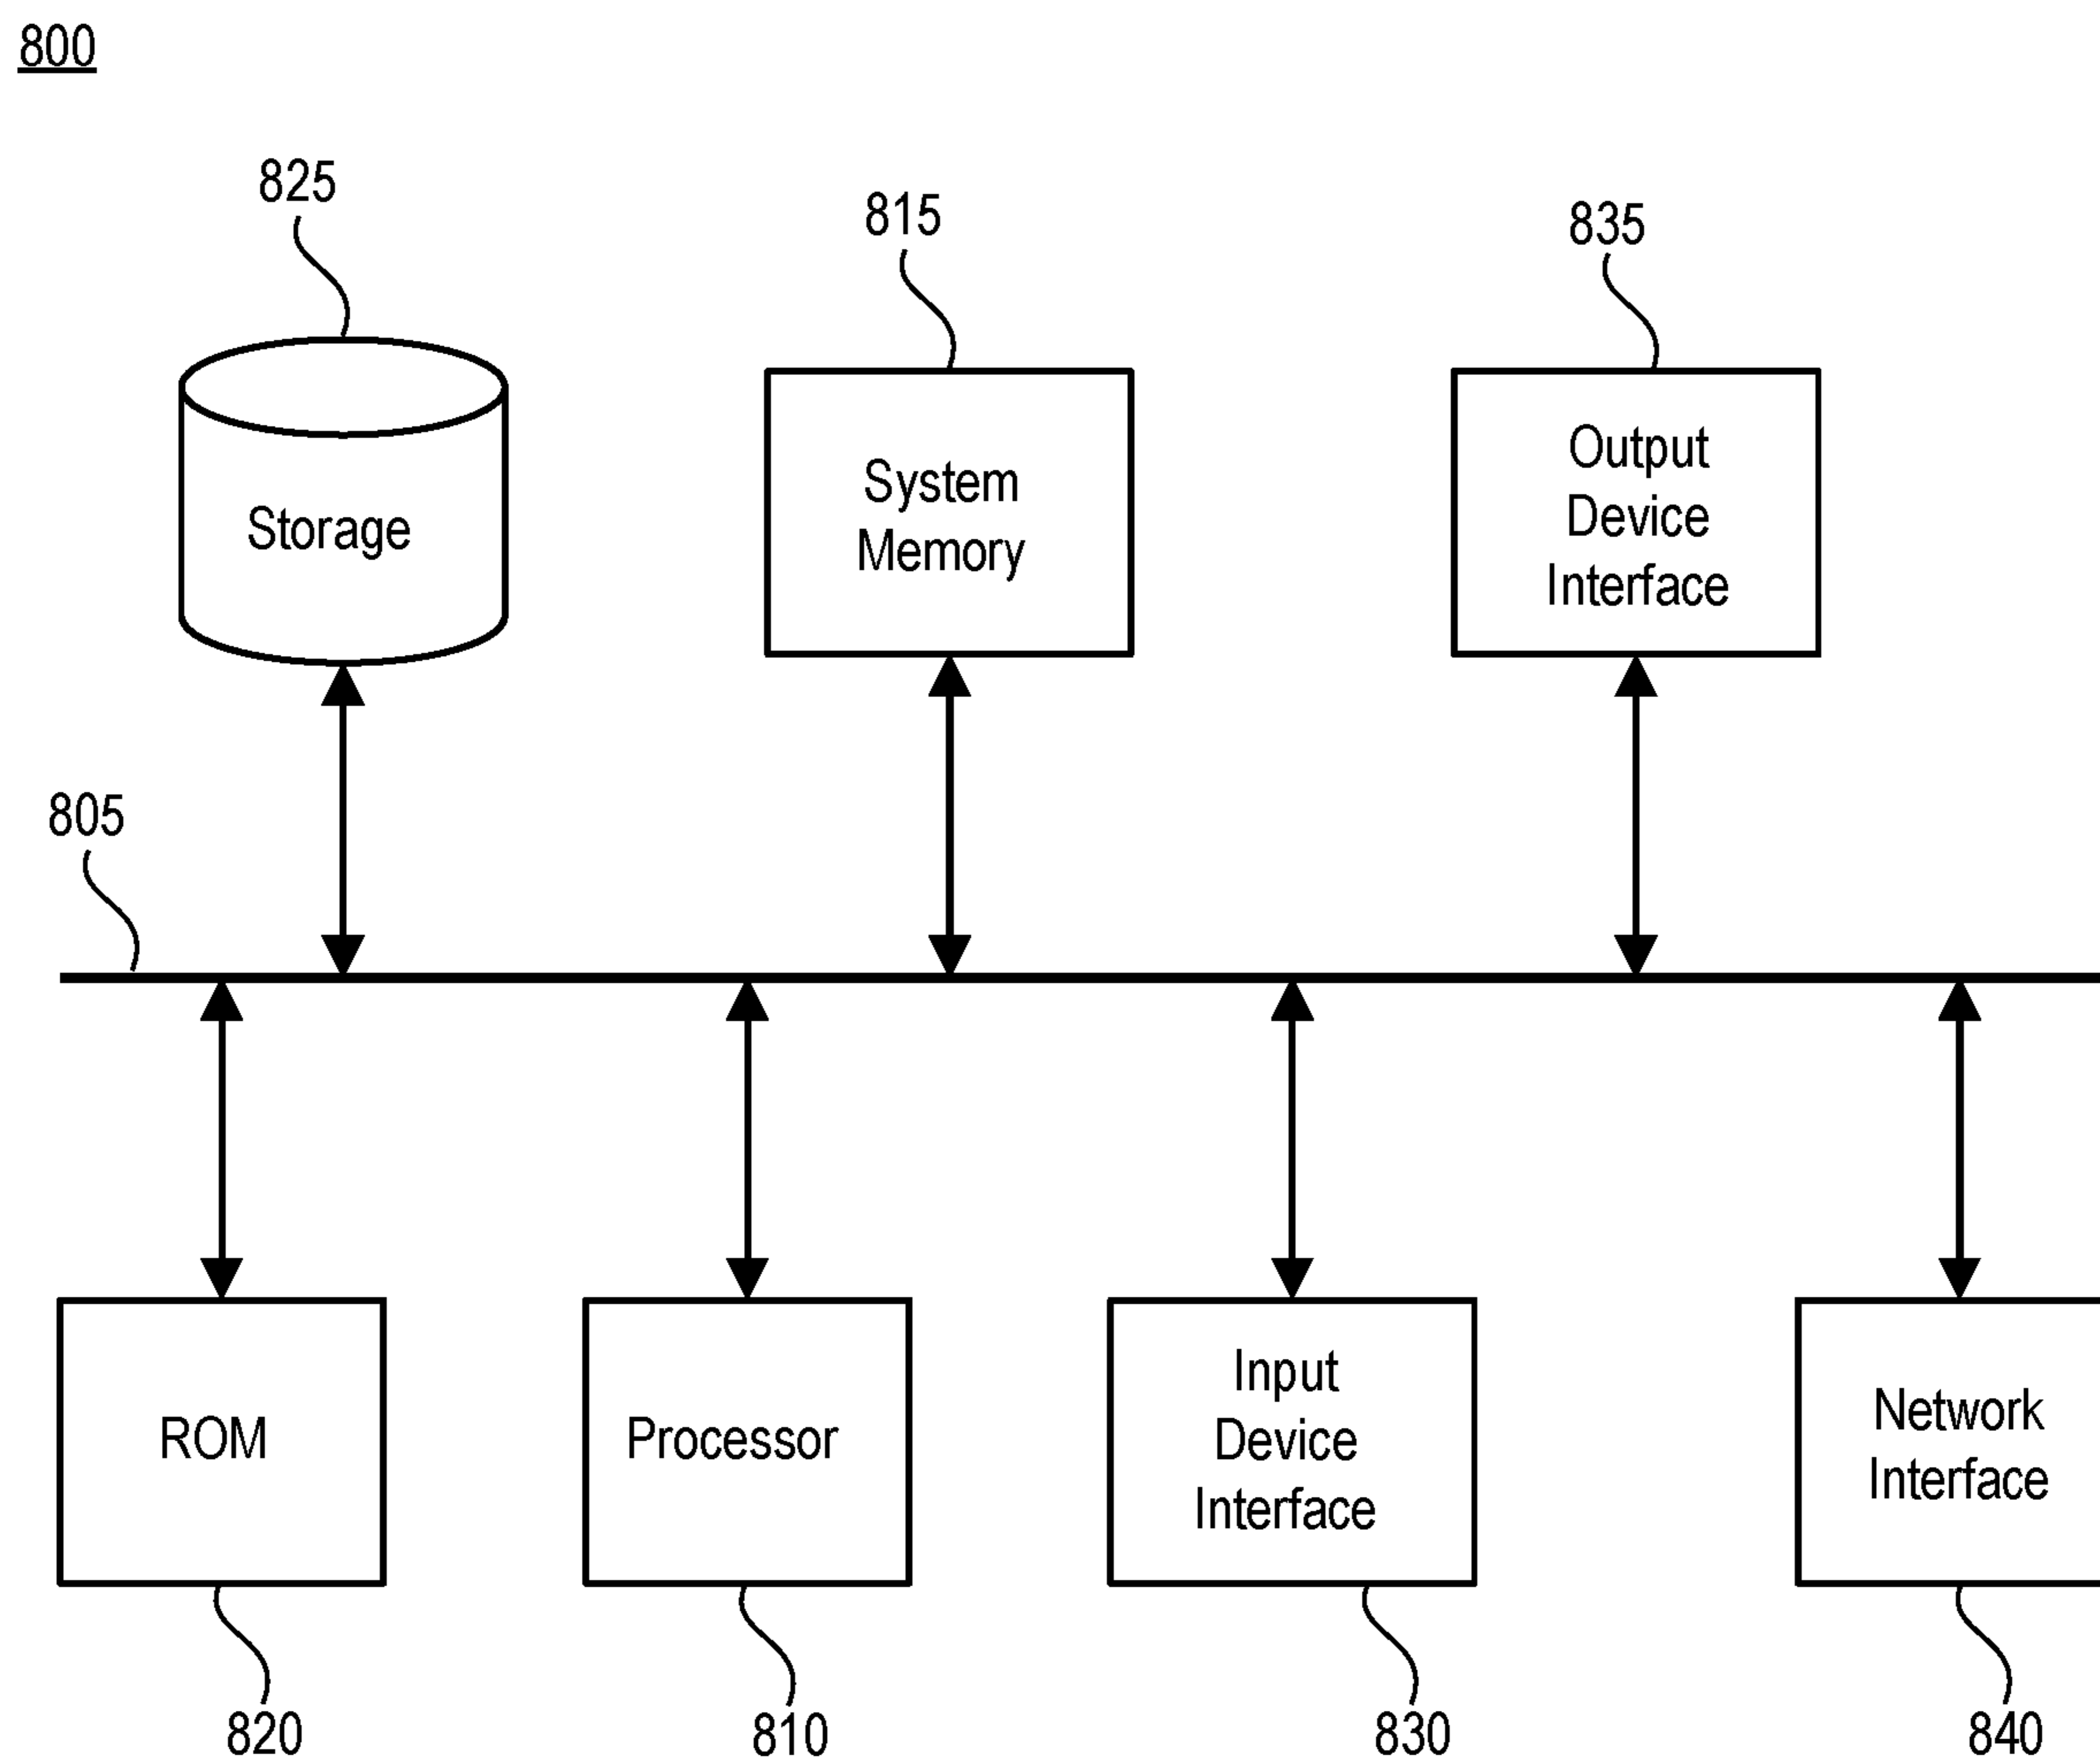 800
825
815
835
Storage
System
Memory
Output
Device
Interface
805
ROM
Processor
Input
Device
Interface
Network
Interface
820
810
830
840